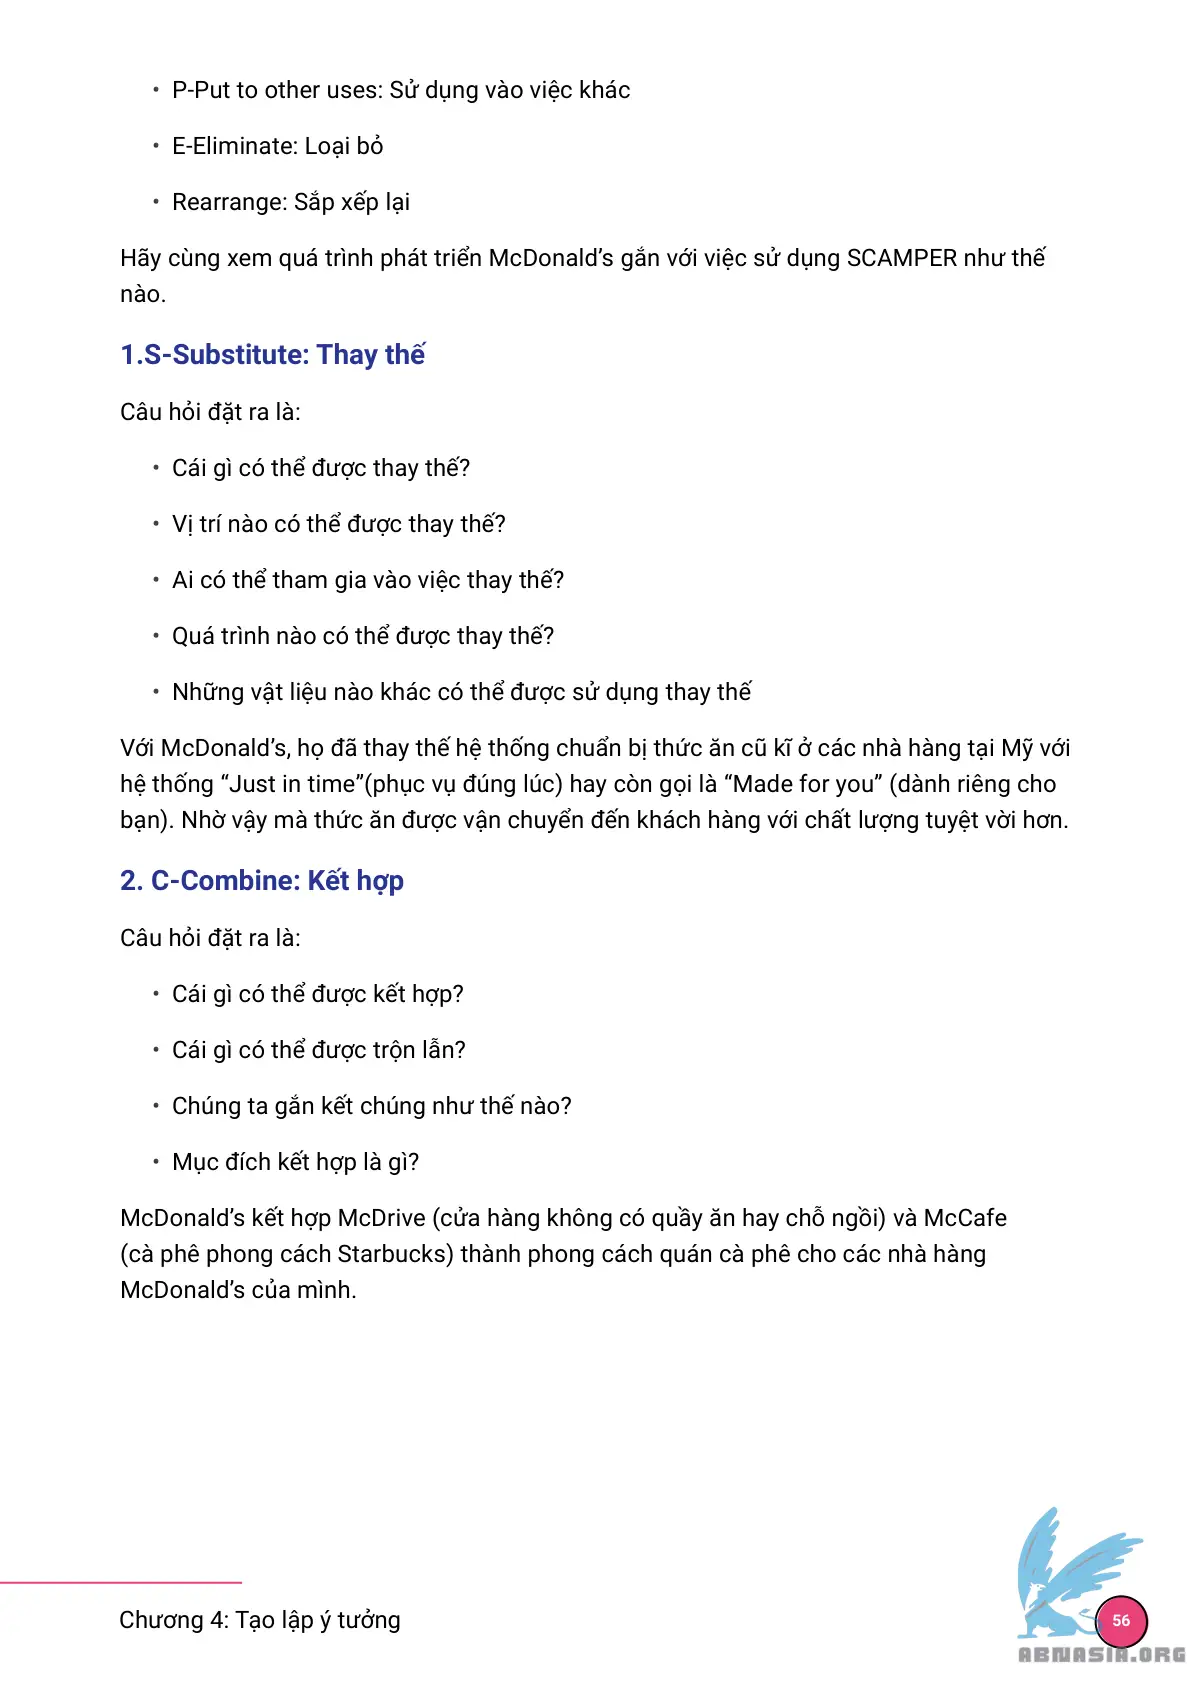 • P-Put to other uses: Sử dụng vào việc khác
• E-Eliminate: Loại bỏ
• Rearrange: Sắp xếp lại
Hãy cùng xem quá trình phát triển McDonald’s gắn với việc sử dụng SCAMPER như thế
nào.
1.S-Substitute: Thay thế
Câu hỏi đặt ra là:
• Cái gì có thể được thay thế?
• Vị trí nào có thể được thay thế?
• Ai có thể tham gia vào việc thay thế?
• Quá trình nào có thể được thay thế?
• Những vật liệu nào khác có thể được sử dụng thay thế
Với McDonald’s, họ đã thay thế hệ thống chuẩn bị thức ăn cũ kĩ ở các nhà hàng tại Mỹ với
hệ thống “Just in time”(phục vụ đúng lúc) hay còn gọi là “Made for you” (dành riêng cho
bạn). Nhờ vậy mà thức ăn được vận chuyển đến khách hàng với chất lượng tuyệt vời hơn.
2. C-Combine: Kết hợp
Câu hỏi đặt ra là:
• Cái gì có thể được kết hợp?
• Cái gì có thể được trộn lẫn?
• Chúng ta gắn kết chúng như thế nào?
• Mục đích kết hợp là gì?
McDonald’s kết hợp McDrive (cửa hàng không có quầy ăn hay chỗ ngồi) và McCafe
(cà phê phong cách Starbucks) thành phong cách quán cà phê cho các nhà hàng
McDonald’s của mình.
Chương 4: Tạo lập ý tưởng
56
ABNASIA.ORG